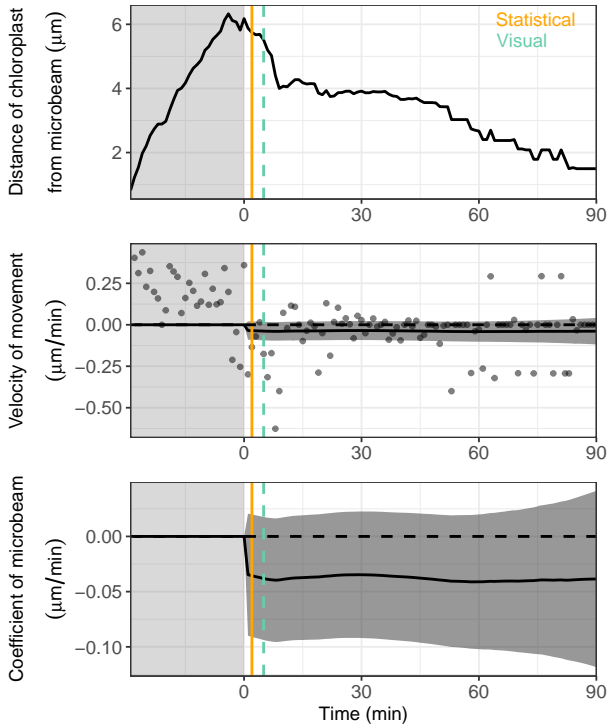 Distance of chloroplast
from microbeam (μm)
6
4
2
Statistical
Visual
0
30
60
90
Velocity of movement
(μm/min)
0.25
0.00
−0.25
−0.50
0
30
60
90
Coefficient of microbeam
(μm/min)
0.00
−0.05
−0.10
0
30
60
90
Time (min)